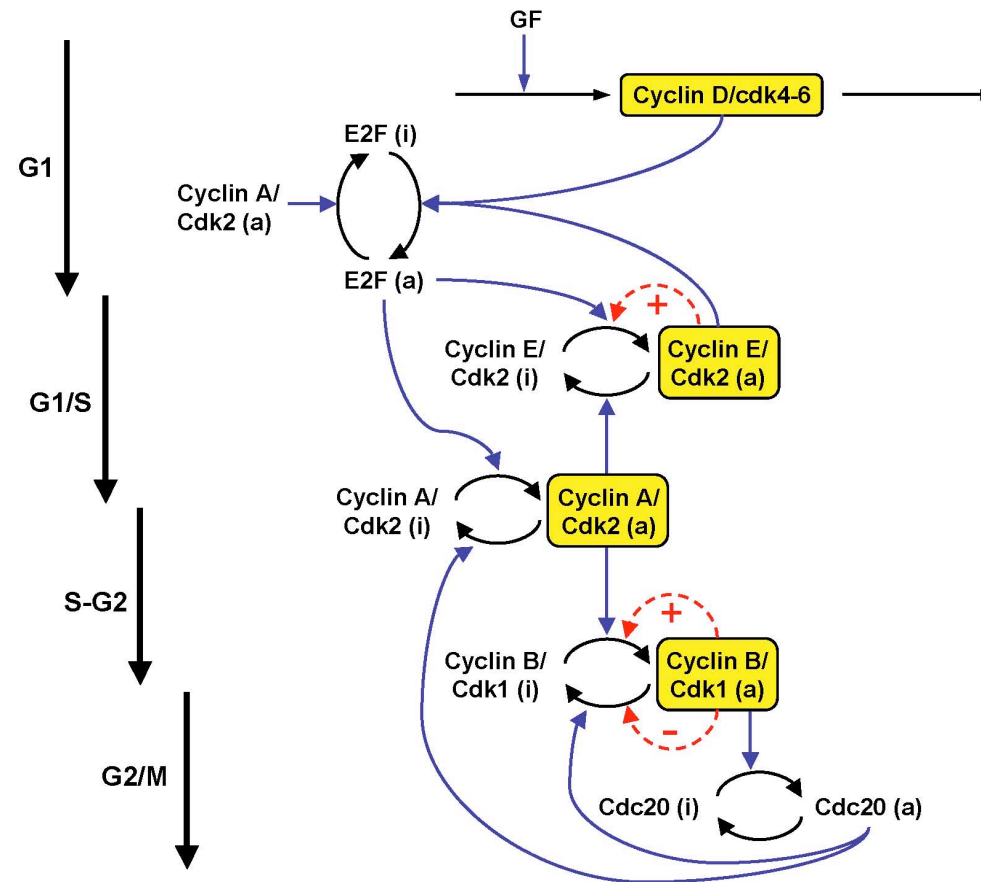 GF
Cyclin D/cdk4-6
E2F (i)
G1
Cyclin A/
Cdk2 (a)
E2F (a)
+
Cyclin E/
Cdk2 (i)
Cyclin E/
Cdk2 (a)
G1/S
Cyclin A/
Cdk2 (i)
Cyclin A/
Cdk2 (a)
S-G2
+
Cyclin B/
Cdk1 (i)
Cyclin B/
Cdk1 (a)
-
G2/M
Cdc20 (i)
Cdc20 (a)